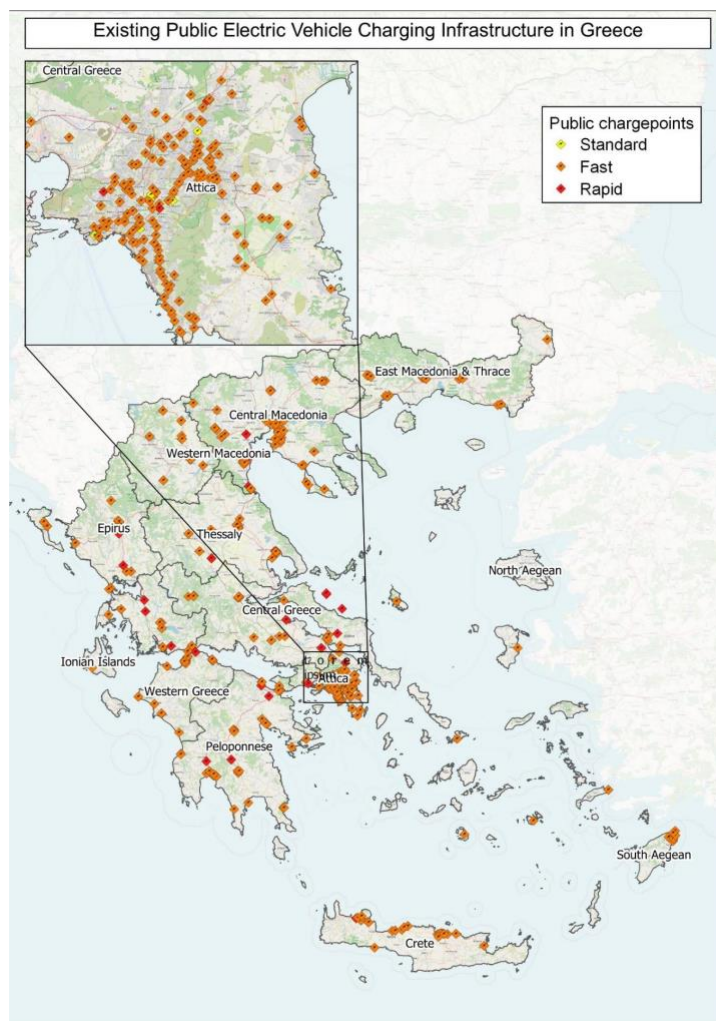 Existing Public Electric Vehicle Charging Infrastructure in Greece
Central Greece
Attica
Public chargepoints
Standard
Fast
Rapid
East Macedonia & Thrace
Central Macedonia
Western Macedonia
Epirus
Thessaly
North Aegean
Central Greece
Ionian Islands
Attica
Western Greece
Peloponnese
South Aegean
Crete